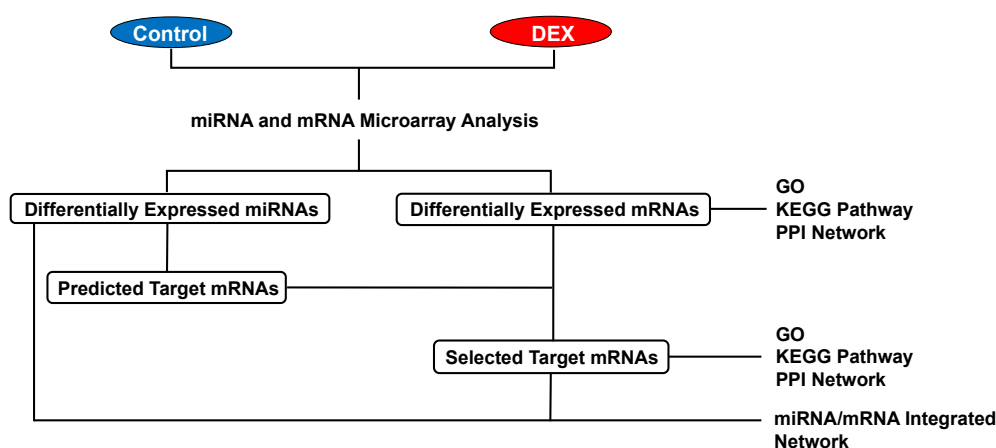 Control
DEX
miRNA and mRNA Microarray Analysis
Differentially Expressed miRNAs
Differentially Expressed mRNAs
GO
KEGG Pathway
PPI Network
Predicted Target mRNAs
Selected Target mRNAs
GO
KEGG Pathway
PPI Network
miRNA/mRNA Integrated
Network